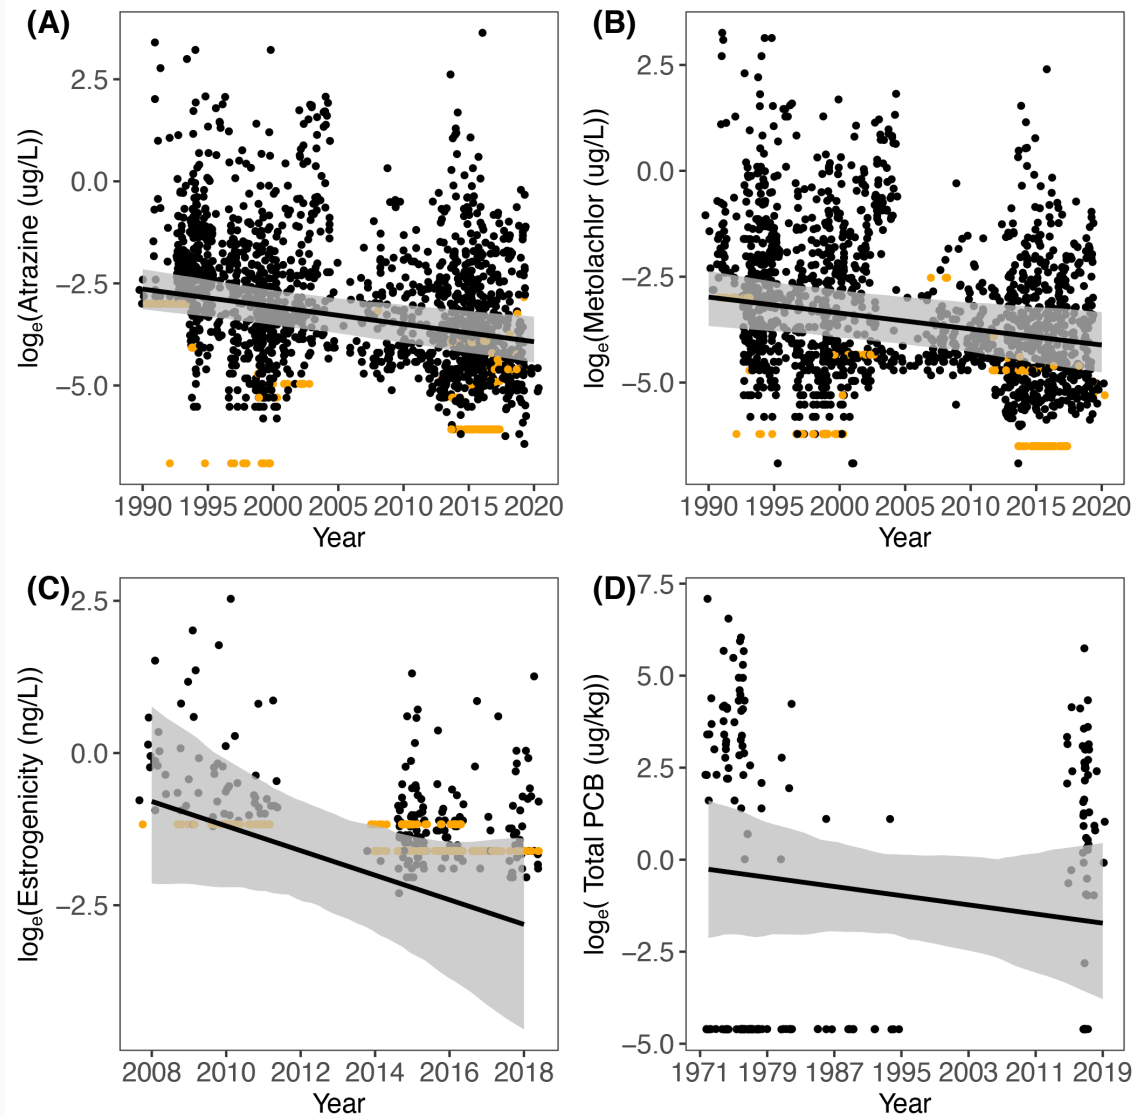 (A)
logₑ(Atrazine (ug/L))
2.5
0.0
−2.5
−5.0
1990 1995 2000 2005 2010 2015 2020
Year
(B)
logₑ(Metolachlor (ug/L))
2.5
0.0
−2.5
−5.0
1990 1995 2000 2005 2010 2015 2020
Year
(C)
logₑ(Estrogenicity (ng/L))
2.5
0.0
−2.5
2008 2010 2012 2014 2016 2018
Year
(D)
logₑ( Total PCB (ug/kg))
7.5
5.0
2.5
0.0
−2.5
−5.0
1971 1979 1987 1995 2003 2011 2019
Year